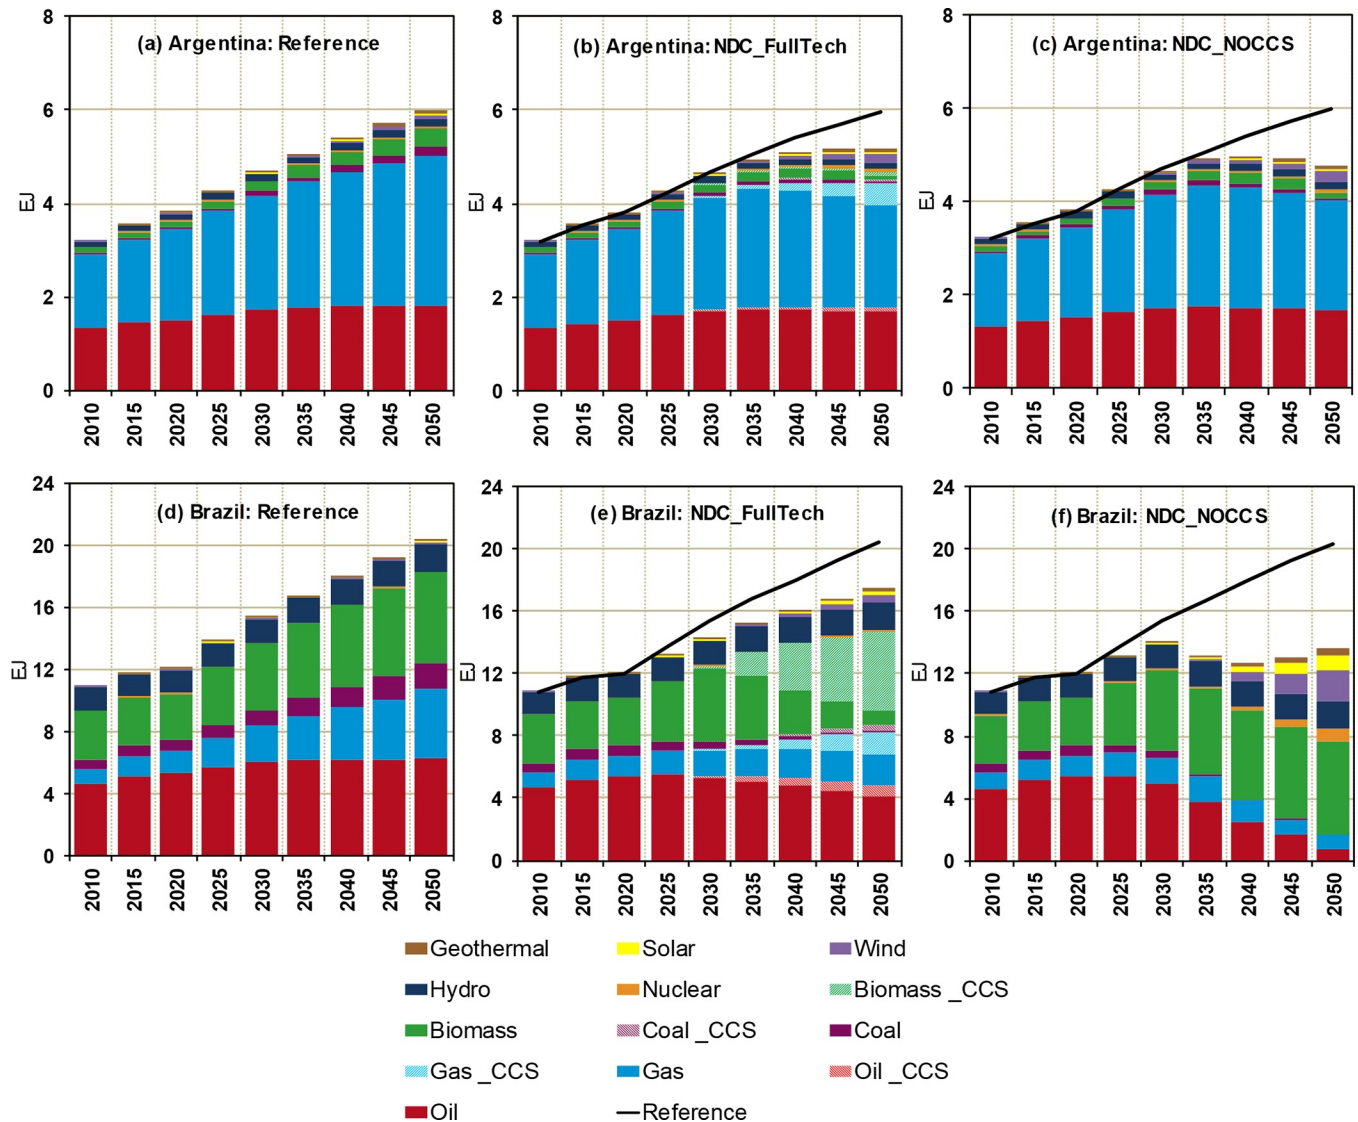 (a) Argentina: Reference
EJ
8
6
4
2
0
2010 2015 2020 2025 2030 2035 2040 2045 2050
(b) Argentina: NDC_FullTech
EJ
8
6
4
2
0
2010 2015 2020 2025 2030 2035 2040 2045 2050
(c) Argentina: NDC_NOCCS
EJ
8
6
4
2
0
2010 2015 2020 2025 2030 2035 2040 2045 2050
(d) Brazil: Reference
EJ
24
20
16
12
8
4
0
2010 2015 2020 2025 2030 2035 2040 2045 2050
(e) Brazil: NDC_FullTech
EJ
24
20
16
12
8
4
0
2010 2015 2020 2025 2030 2035 2040 2045 2050
(f) Brazil: NDC_NOCCS
EJ
24
20
16
12
8
4
0
2010 2015 2020 2025 2030 2035 2040 2045 2050
Geothermal Solar Wind
Hydro Nuclear Biomass _CCS
Biomass Coal _CCS Coal
Gas _CCS Gas Oil _CCS
Oil Reference